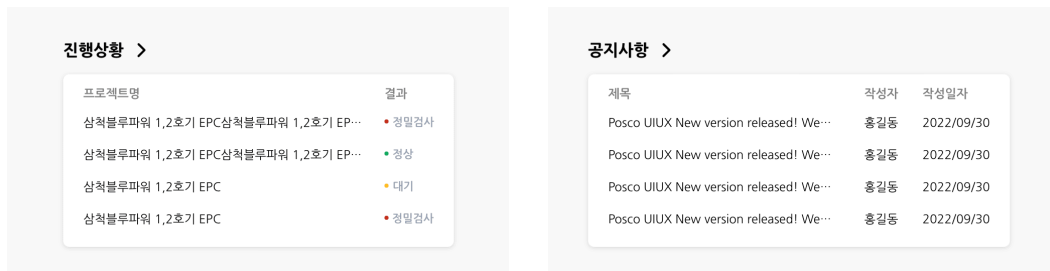 진행상황
프로젝트명 결과
삼척블루파워 1,2호기 EPC삼척블루파워 1,2호기 EP… 정밀검사
삼척블루파워 1,2호기 EPC삼척블루파워 1,2호기 EP… 정상
삼척블루파워 1,2호기 EPC 대기
삼척블루파워 1,2호기 EPC 정밀검사
공지사항
제목 작성자 작성일자
Posco UIUX New version released! We… 홍길동 2022/09/30
Posco UIUX New version released! We… 홍길동 2022/09/30
Posco UIUX New version released! We… 홍길동 2022/09/30
Posco UIUX New version released! We… 홍길동 2022/09/30